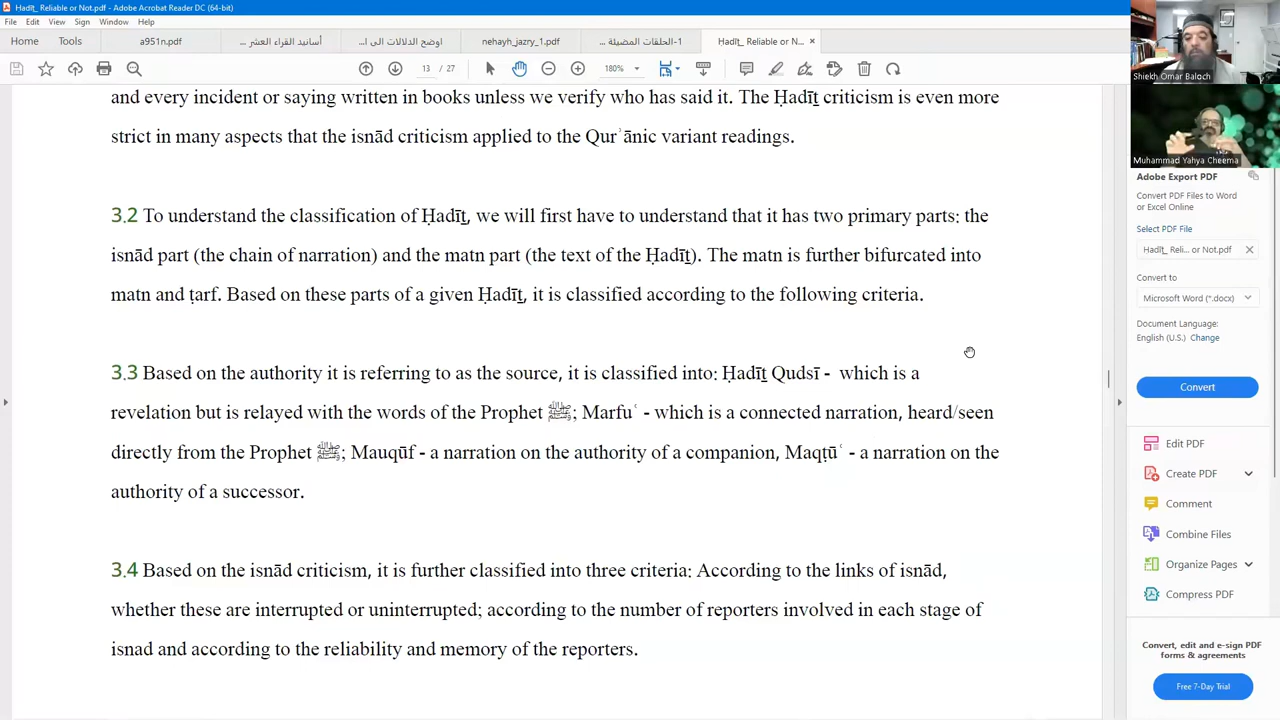 Hadīṯ_ Reliable or Not.pdf - Adobe Acrobat Reader DC (64-bit)
File Edit View Sign Window Help
Home Tools a951n.pdf أسانيد القراء العشر ... ...اوضح الدلالات الى ا nehayh_jazry_1.pdf 1-الحلقات المضيئة ... Hadīṯ_ Reliable or N... ×
13 / 27 180%
and every incident or saying written in books unless we verify who has said it. The Ḥadīṯ criticism is even more
strict in many aspects that the isnād criticism applied to the Qurʾānic variant readings.
3.2 To understand the classification of Ḥadīṯ, we will first have to understand that it has two primary parts: the
isnād part (the chain of narration) and the matn part (the text of the Ḥadīṯ). The matn is further bifurcated into
matn and ṭarf. Based on these parts of a given Ḥadīṯ, it is classified according to the following criteria.
3.3 Based on the authority it is referring to as the source, it is classified into: Ḥadīṯ Qudsī - which is a
revelation but is relayed with the words of the Prophet ﷺ; Marfuʿ - which is a connected narration, heard/seen
directly from the Prophet ﷺ; Mauqūf - a narration on the authority of a companion, Maqṭūʿ - a narration on the
authority of a successor.
3.4 Based on the isnād criticism, it is further classified into three criteria: According to the links of isnād,
whether these are interrupted or uninterrupted; according to the number of reporters involved in each stage of
isnad and according to the reliability and memory of the reporters.
Shiekh Omar Baloch
Muhammad Yahya Cheema
Adobe Export PDF
Convert PDF Files to Word
or Excel Online
Select PDF File
Hadīṯ_ Reli... or Not.pdf ×
Convert to
Microsoft Word (*.docx)
Document Language:
English (U.S.) Change
Convert
Edit PDF
Create PDF
Comment
Combine Files
Organize Pages
Compress PDF
Convert, edit and e-sign PDF
forms & agreements
Free 7-Day Trial